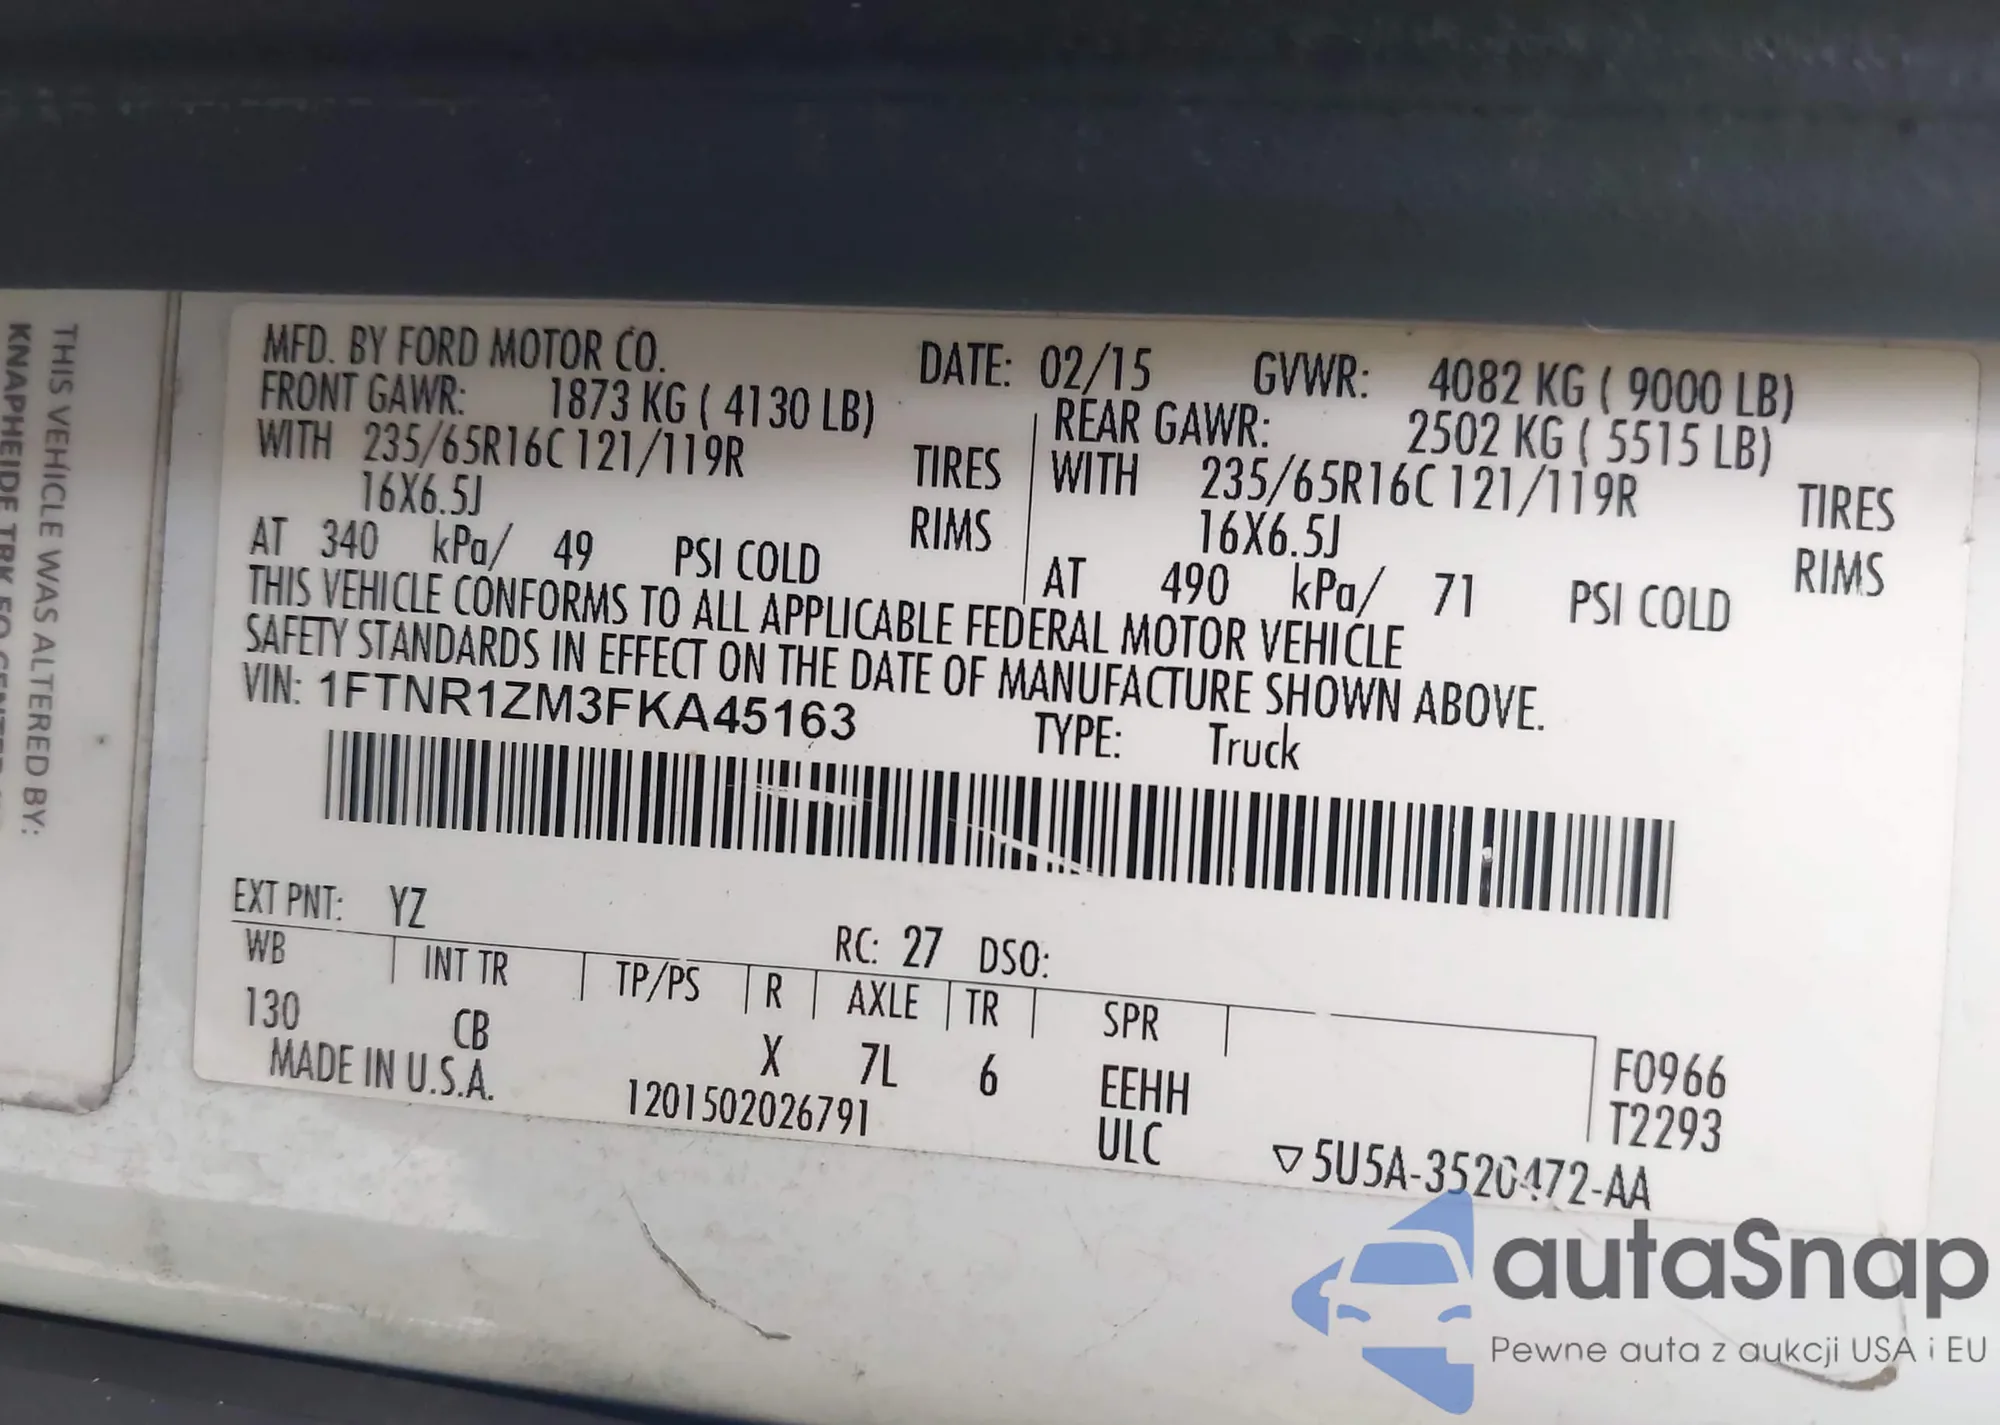 MFD. BY FORD MOTOR CO. DATE: 02/15 GVWR: 4082 KG ( 9000 LB)
FRONT GAWR: 1873 KG ( 4130 LB) REAR GAWR: 2502 KG ( 5515 LB)
WITH 235/65R16C 121/119R TIRES WITH 235/65R16C 121/119R TIRES
16X6.5J RIMS 16X6.5J RIMS
AT 340 kPa/ 49 PSI COLD AT 490 kPa/ 71 PSI COLD
THIS VEHICLE CONFORMS TO ALL APPLICABLE FEDERAL MOTOR VEHICLE
SAFETY STANDARDS IN EFFECT ON THE DATE OF MANUFACTURE SHOWN ABOVE.
VIN: 1FTNR1ZM3FKA45163 TYPE: Truck
EXT PNT: YZ RC: 27 DSO:
WB INT TR TP/PS R AXLE TR SPR
130 CB X 7L 6 EEHH F0966
MADE IN U.S.A. 1201502026791 ULC T2293
▽5U5A-3520472-AA
THIS VEHICLE WAS ALTERED BY:
KNAPHEIDE TRK EQ
autaSnap
Pewne auta z aukcji USA i EU